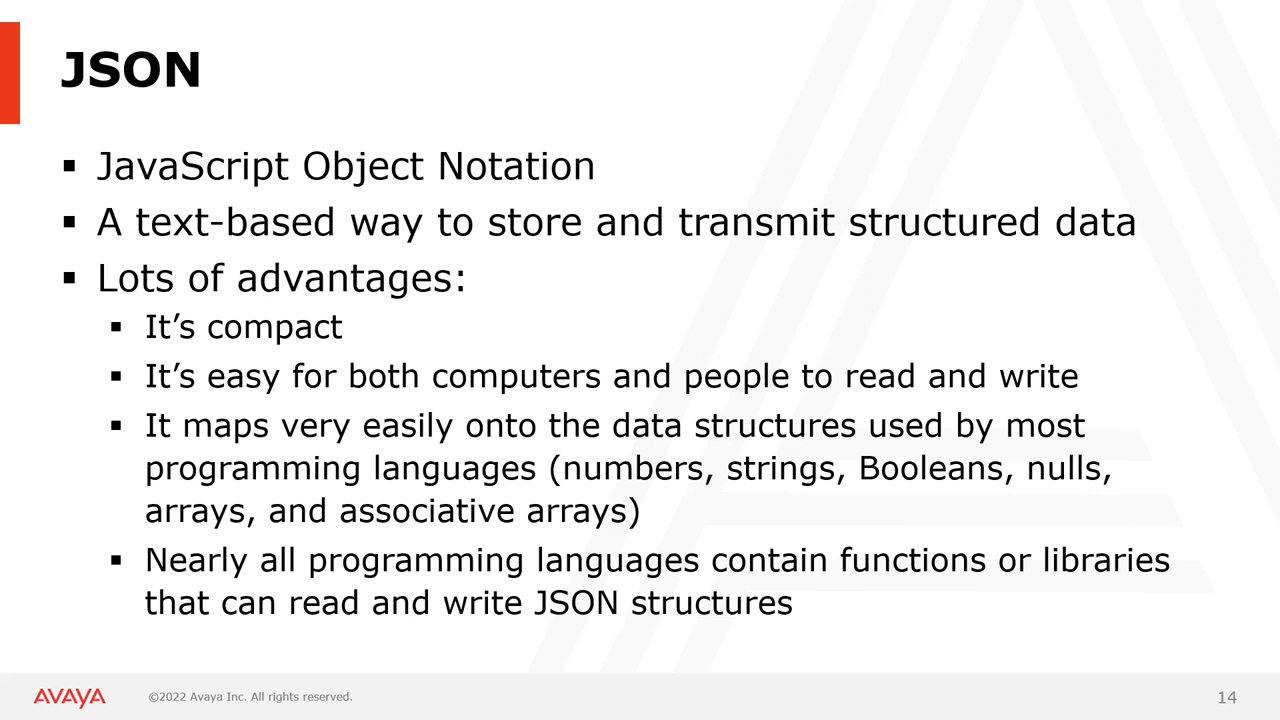 JSON
▪ JavaScript Object Notation
▪ A text-based way to store and transmit structured data
▪ Lots of advantages:
▪ It’s compact
▪ It’s easy for both computers and people to read and write
▪ It maps very easily onto the data structures used by most
programming languages (numbers, strings, Booleans, nulls,
arrays, and associative arrays)
▪ Nearly all programming languages contain functions or libraries
that can read and write JSON structures
AVAYA ©2022 Avaya Inc. All rights reserved. 14